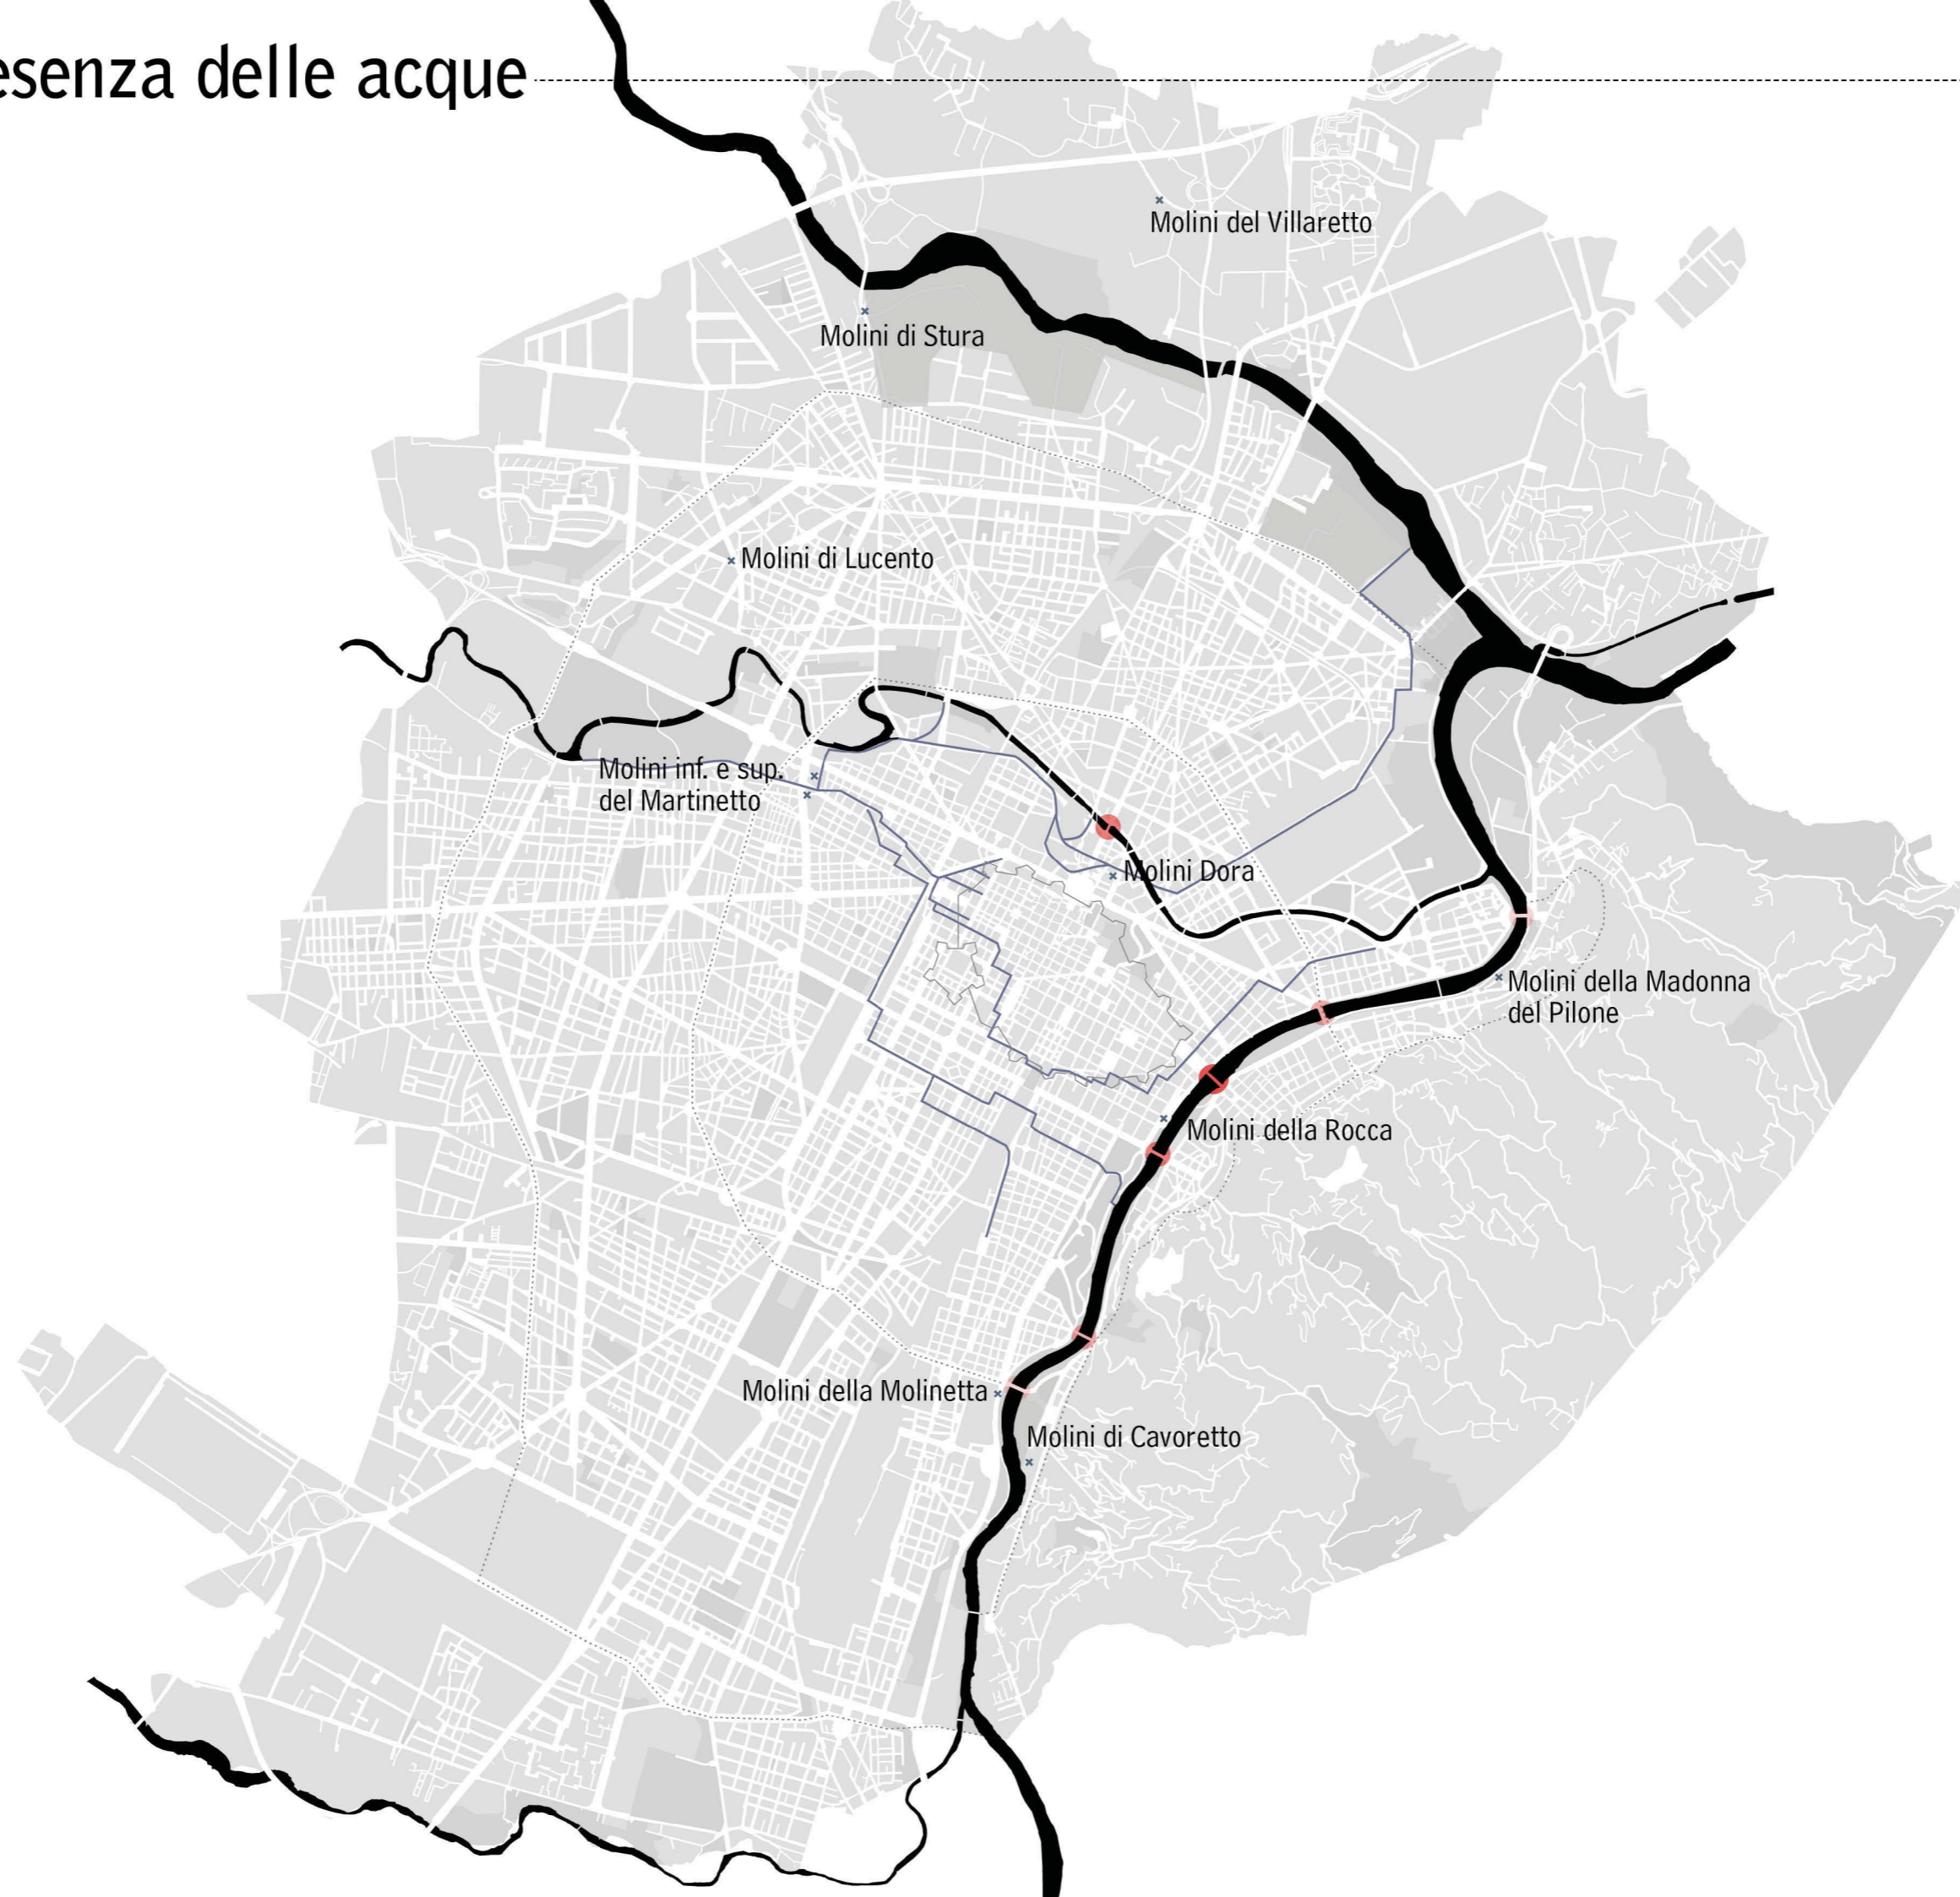 esenza delle acque
Molini del Villaretto
Molini di Stura
Molini di Lucento
Molini inf. e sup.
del Martinetto
Molini Dora
Molini della Madonna
del Pilone
Molini della Rocca
Molini della Molinetta
Molini di Cavoretto